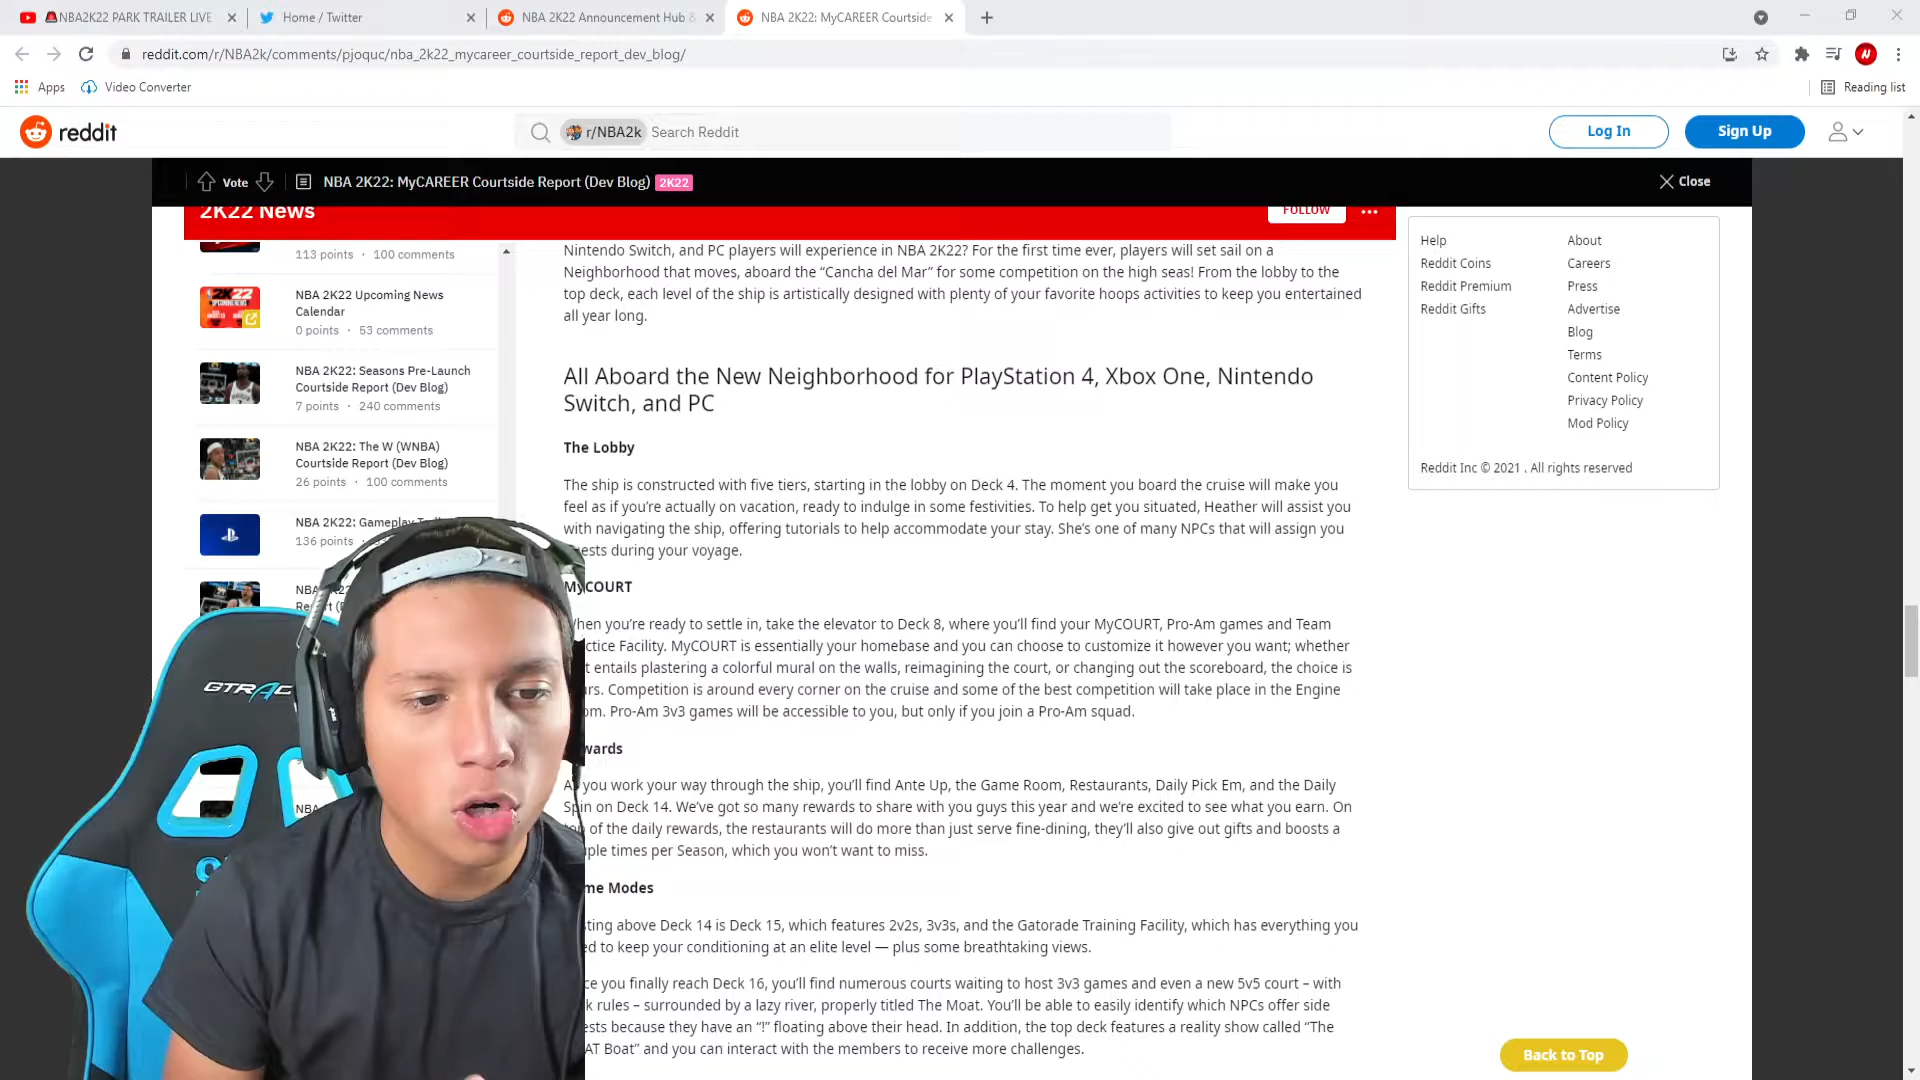 NBA2K22 PARK TRAILER LIVE
Home / Twitter
NBA 2K22 Announcement Hub &
NBA 2K22: MyCAREER Courtside
reddit.com/r/NBA2k/comments/pjoquc/nba_2k22_mycareer_courtside_report_dev_blog/
Apps
Video Converter
Reading list
reddit
r/NBA2k
Search Reddit
Log In
Sign Up
Vote
NBA 2K22: MyCAREER Courtside Report (Dev Blog) 2K22
Close
2K22 News
FOLLOW
113 points · 100 comments
NBA 2K22 Upcoming News
Calendar
0 points · 53 comments
NBA 2K22: Seasons Pre-Launch
Courtside Report (Dev Blog)
7 points · 240 comments
NBA 2K22: The W (WNBA)
Courtside Report (Dev Blog)
26 points · 100 comments
NBA 2K22: Gameplay
136 points
Nintendo Switch, and PC players will experience in NBA 2K22? For the first time ever, players will set sail on a
Neighborhood that moves, aboard the “Cancha del Mar” for some competition on the high seas! From the lobby to the
top deck, each level of the ship is artistically designed with plenty of your favorite hoops activities to keep you entertained
all year long.
All Aboard the New Neighborhood for PlayStation 4, Xbox One, Nintendo
Switch, and PC
The Lobby
The ship is constructed with five tiers, starting in the lobby on Deck 4. The moment you board the cruise will make you
feel as if you’re actually on vacation, ready to indulge in some festivities. To help get you situated, Heather will assist you
with navigating the ship, offering tutorials to help accommodate your stay. She’s one of many NPCs that will assign you
ests during your voyage.
MyCOURT
hen you’re ready to settle in, take the elevator to Deck 8, where you’ll find your MyCOURT, Pro-Am games and Team
ctice Facility. MyCOURT is essentially your homebase and you can choose to customize it however you want; whether
t entails plastering a colorful mural on the walls, reimagining the court, or changing out the scoreboard, the choice is
urs. Competition is around every corner on the cruise and some of the best competition will take place in the Engine
om. Pro-Am 3v3 games will be accessible to you, but only if you join a Pro-Am squad.
wards
As you work your way through the ship, you’ll find Ante Up, the Game Room, Restaurants, Daily Pick Em, and the Daily
Spin on Deck 14. We’ve got so many rewards to share with you guys this year and we’re excited to see what you earn. On
top of the daily rewards, the restaurants will do more than just serve fine-dining, they’ll also give out gifts and boosts a
uple times per Season, which you won’t want to miss.
me Modes
ting above Deck 14 is Deck 15, which features 2v2s, 3v3s, and the Gatorade Training Facility, which has everything you
ed to keep your conditioning at an elite level — plus some breathtaking views.
ce you finally reach Deck 16, you’ll find numerous courts waiting to host 3v3 games and even a new 5v5 court – with
k rules – surrounded by a lazy river, properly titled The Moat. You’ll be able to easily identify which NPCs offer side
ests because they have an “!” floating above their head. In addition, the top deck features a reality show called “The
AT Boat” and you can interact with the members to receive more challenges.
Help
Reddit Coins
Reddit Premium
Reddit Gifts
About
Careers
Press
Advertise
Blog
Terms
Content Policy
Privacy Policy
Mod Policy
Reddit Inc © 2021 . All rights reserved
Back to Top